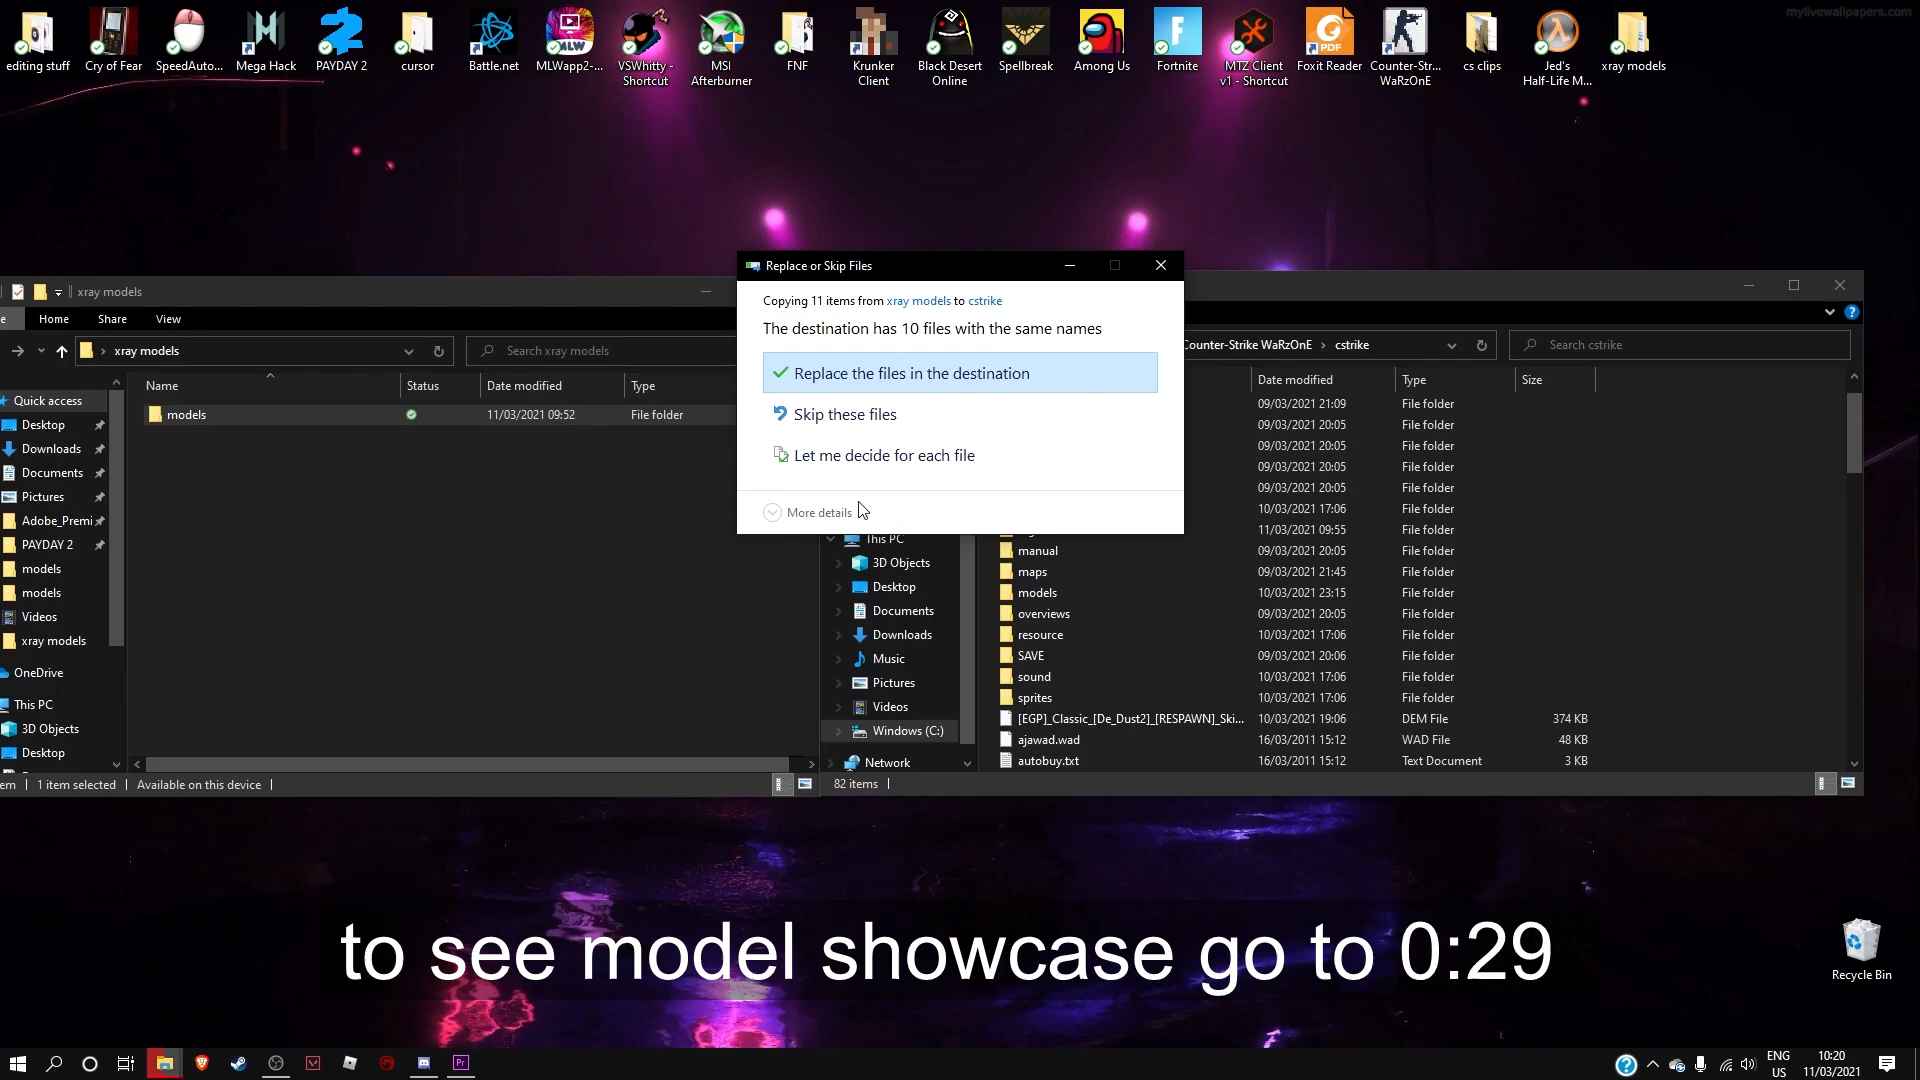 mylivewallpapers.com
editing stuff
Cry of Fear
SpeedAuto...
Mega Hack
PAYDAY 2
cursor
Battle.net
MLWapp2-...
VSWhitty -
Shortcut
MSI
Afterburner
FNF
Krunker
Client
Black Desert
Online
Spellbreak
Among Us
Fortnite
MTZ Client
v1 - Shortcut
Foxit Reader
Counter-Str...
WaRzOnE
cs clips
Jed's
Half-Life M...
xray models
Replace or Skip Files
Copying 11 items from xray models to cstrike
The destination has 10 files with the same names
Replace the files in the destination
Skip these files
Let me decide for each file
More details
xray models
e Home Share View
xray models
Search xray models
Name Status Date modified Type
models 11/03/2021 09:52 File folder
Quick access
Desktop
Downloads
Documents
Pictures
Adobe_Premi
PAYDAY 2
models
models
Videos
xray models
OneDrive
This PC
3D Objects
Desktop
em 1 item selected Available on this device
Counter-Strike WaRzOnE > cstrike
Search cstrike
Date modified Type Size
09/03/2021 21:09 File folder
09/03/2021 20:05 File folder
09/03/2021 20:05 File folder
09/03/2021 20:05 File folder
09/03/2021 20:05 File folder
10/03/2021 17:06 File folder
11/03/2021 09:55 File folder
manual 09/03/2021 20:05 File folder
maps 09/03/2021 21:45 File folder
models 10/03/2021 23:15 File folder
overviews 09/03/2021 20:05 File folder
resource 10/03/2021 17:06 File folder
SAVE 09/03/2021 20:06 File folder
sound 10/03/2021 17:06 File folder
sprites 10/03/2021 17:06 File folder
[EGP]_Classic_[De_Dust2]_[RESPAWN]_Ski... 10/03/2021 19:06 DEM File 374 KB
ajawad.wad 16/03/2011 15:12 WAD File 48 KB
autobuy.txt 16/03/2011 15:12 Text Document 3 KB
This PC
3D Objects
Desktop
Documents
Downloads
Music
Pictures
Videos
Windows (C:)
Network
82 items
to see model showcase go to 0:29
Recycle Bin
Pr
ENG
US
10:20
11/03/2021